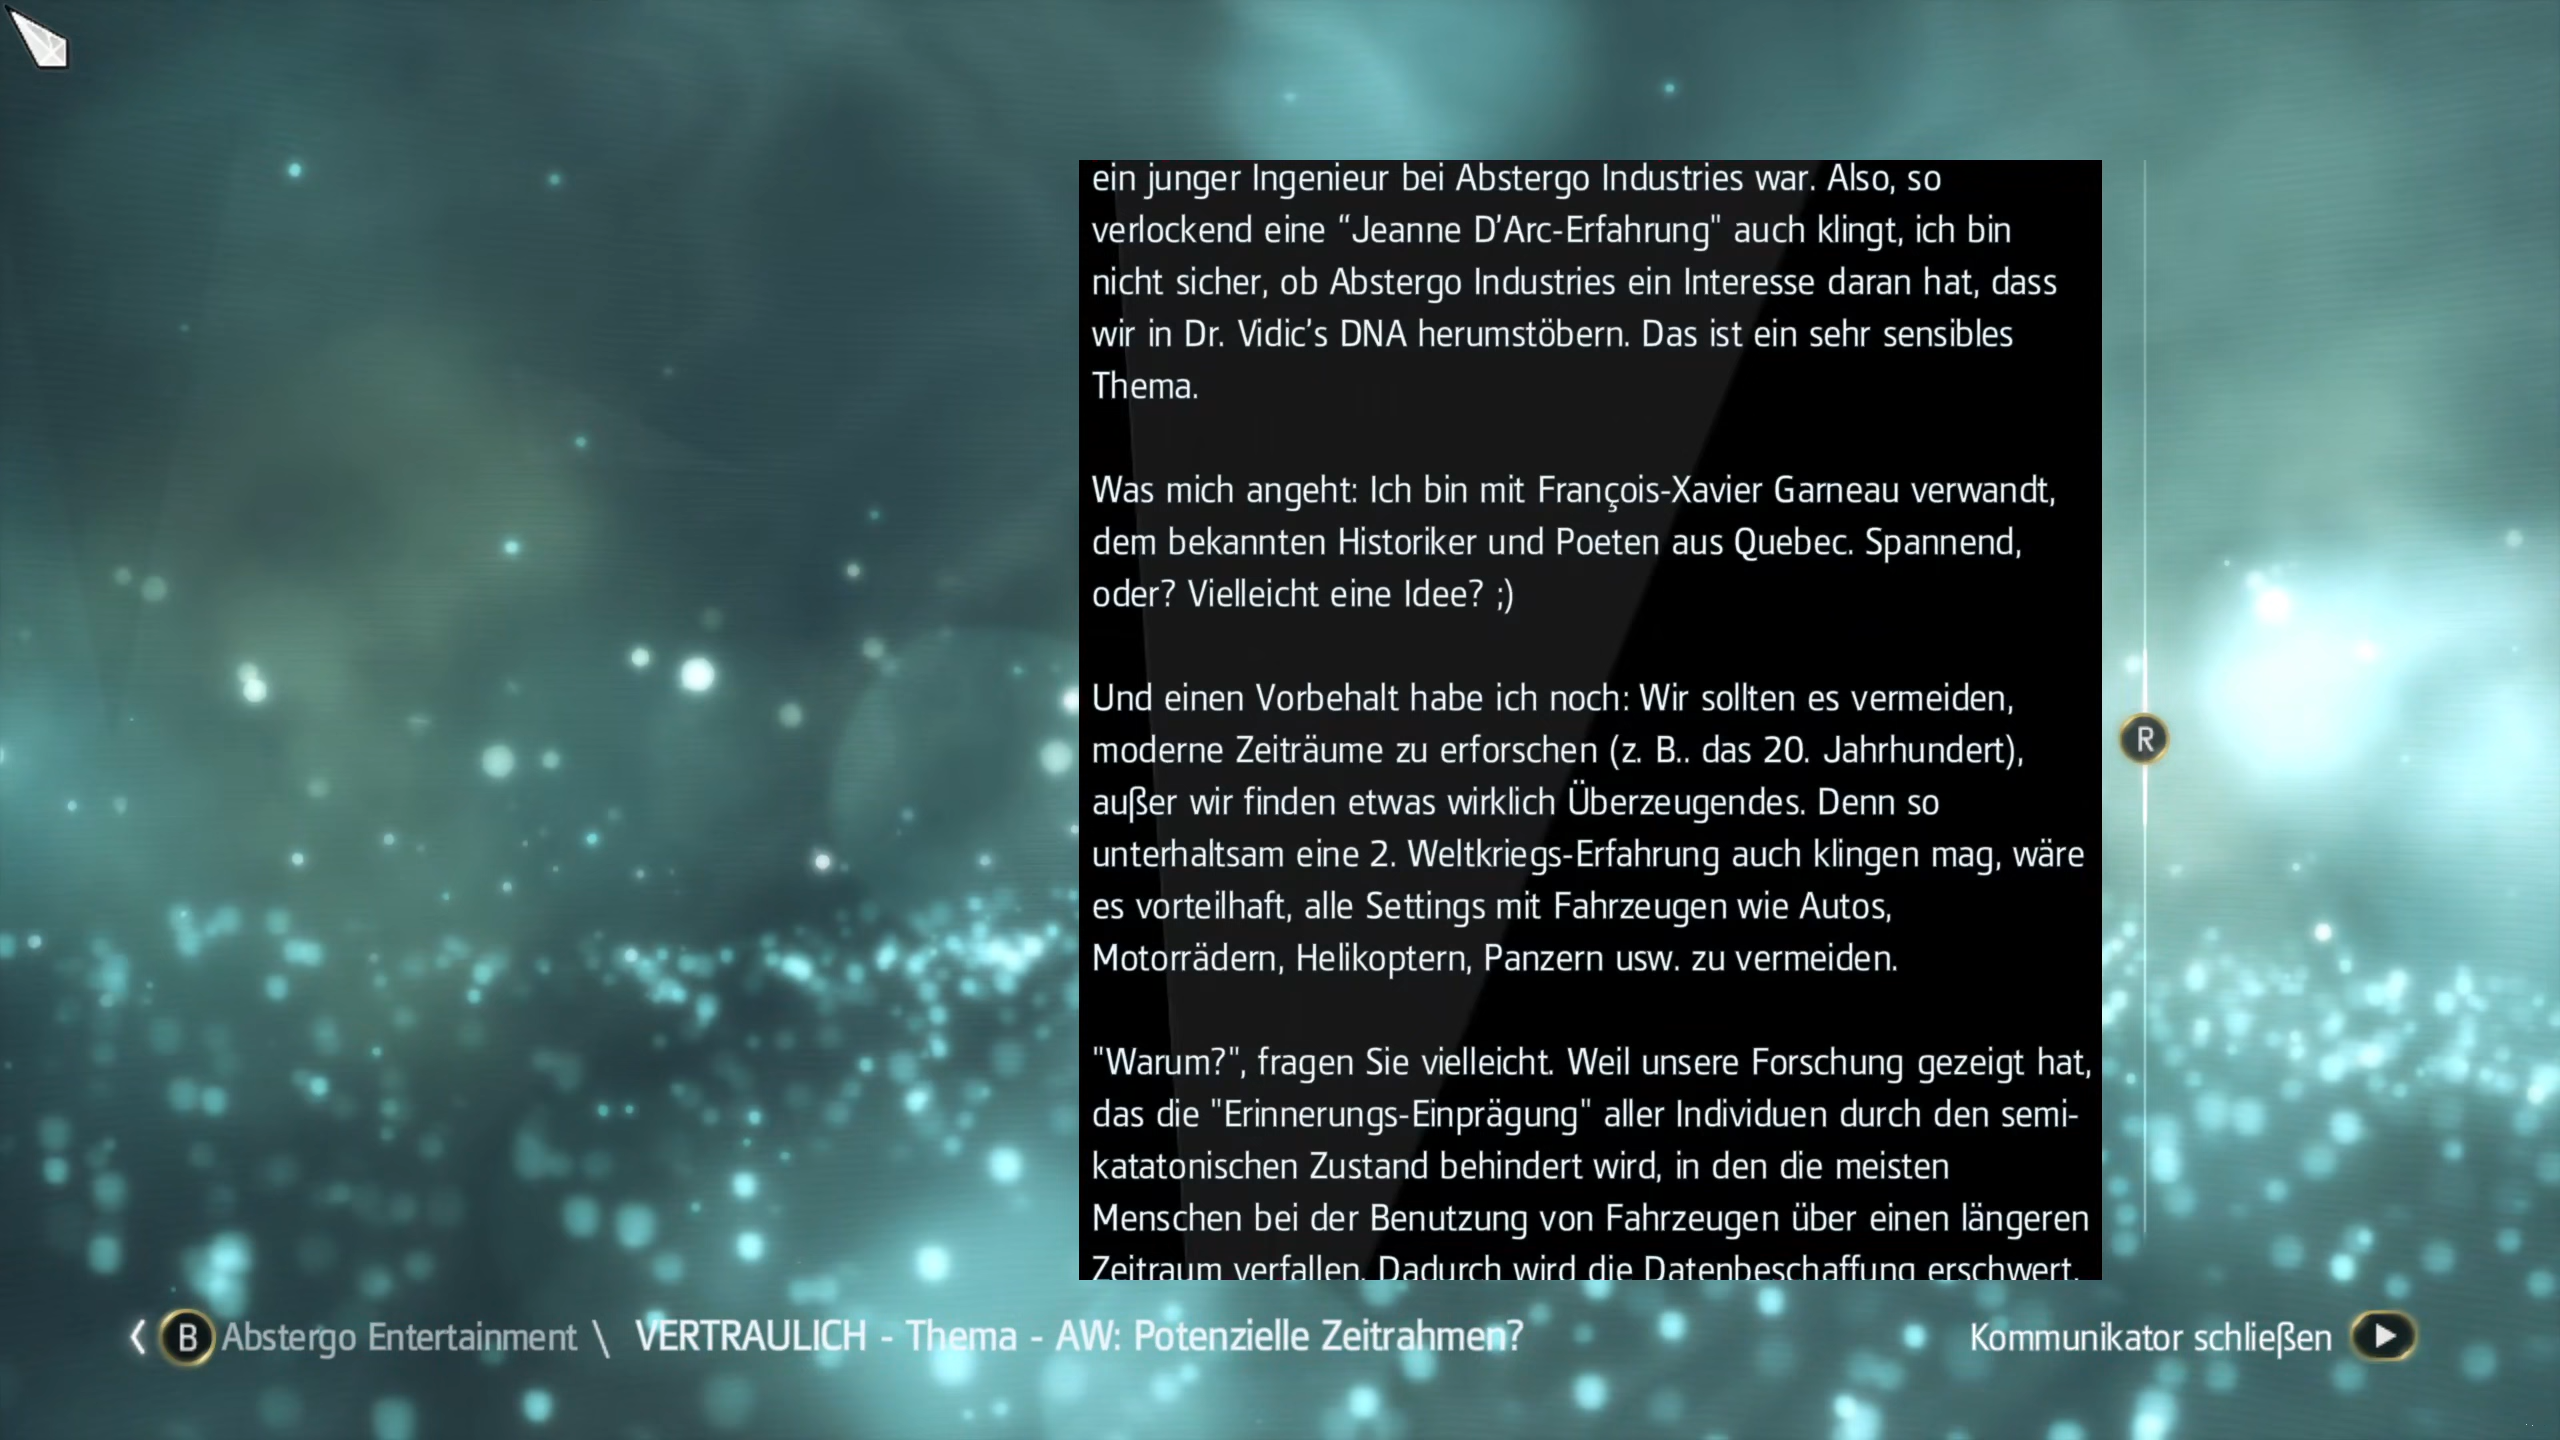 ein junger Ingenieur bei Abstergo Industries war. Also, so
verlockend eine “Jeanne D’Arc-Erfahrung" auch klingt, ich bin
nicht sicher, ob Abstergo Industries ein Interesse daran hat, dass
wir in Dr. Vidic’s DNA herumstöbern. Das ist ein sehr sensibles
Thema.
Was mich angeht: Ich bin mit François-Xavier Garneau verwandt,
dem bekannten Historiker und Poeten aus Quebec. Spannend,
oder? Vielleicht eine Idee? ;)
Und einen Vorbehalt habe ich noch: Wir sollten es vermeiden,
moderne Zeiträume zu erforschen (z. B.. das 20. Jahrhundert),
außer wir finden etwas wirklich Überzeugendes. Denn so
unterhaltsam eine 2. Weltkriegs-Erfahrung auch klingen mag, wäre
es vorteilhaft, alle Settings mit Fahrzeugen wie Autos,
Motorrädern, Helikoptern, Panzern usw. zu vermeiden.
"Warum?", fragen Sie vielleicht. Weil unsere Forschung gezeigt hat,
das die "Erinnerungs-Einprägung" aller Individuen durch den semi-
katatonischen Zustand behindert wird, in den die meisten
Menschen bei der Benutzung von Fahrzeugen über einen längeren
Zeitraum verfallen. Dadurch wird die Datenbeschaffung erschwert.
R
B Abstergo Entertainment \ VERTRAULICH - Thema - AW: Potenzielle Zeitrahmen?
Kommunikator schließen